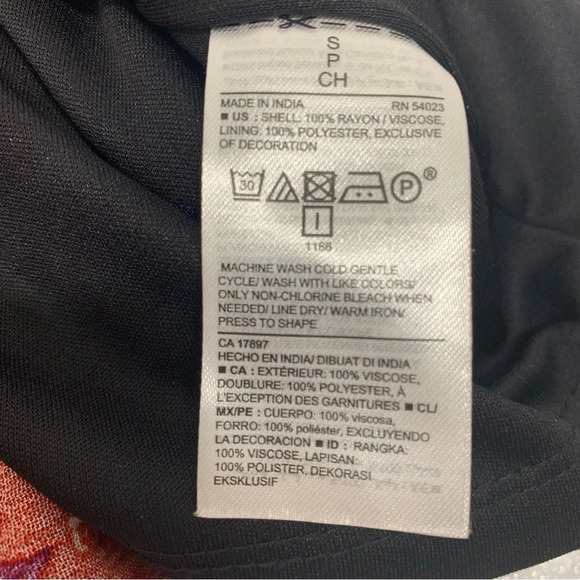 S
P
CH
MADE IN INDIA RN 54023
■ US : SHELL: 100% RAYON / VISCOSE,
LINING: 100% POLYESTER, EXCLUSIVE
OF DECORATION
30 P ®
1166
MACHINE WASH COLD GENTLE
CYCLE/ WASH WITH LIKE COLORS/
ONLY NON-CHLORINE BLEACH WHEN
NEEDED/ LINE DRY/ WARM IRON/
PRESS TO SHAPE
CA 17897
HECHO EN INDIA/ DIBUAT DI INDIA
■ CA : EXTÉRIEUR: 100% VISCOSE,
DOUBLURE: 100% POLYESTER, À
L'EXCEPTION DES GARNITURES ■ CL/
MX/PE : CUERPO: 100% viscosa,
FORRO: 100% poliéster, EXCLUYENDO
LA DECORACION ■ ID : RANGKA:
100% VISCOSE, LAPISAN:
100% POLISTER, DEKORASI
EKSKLUSIF